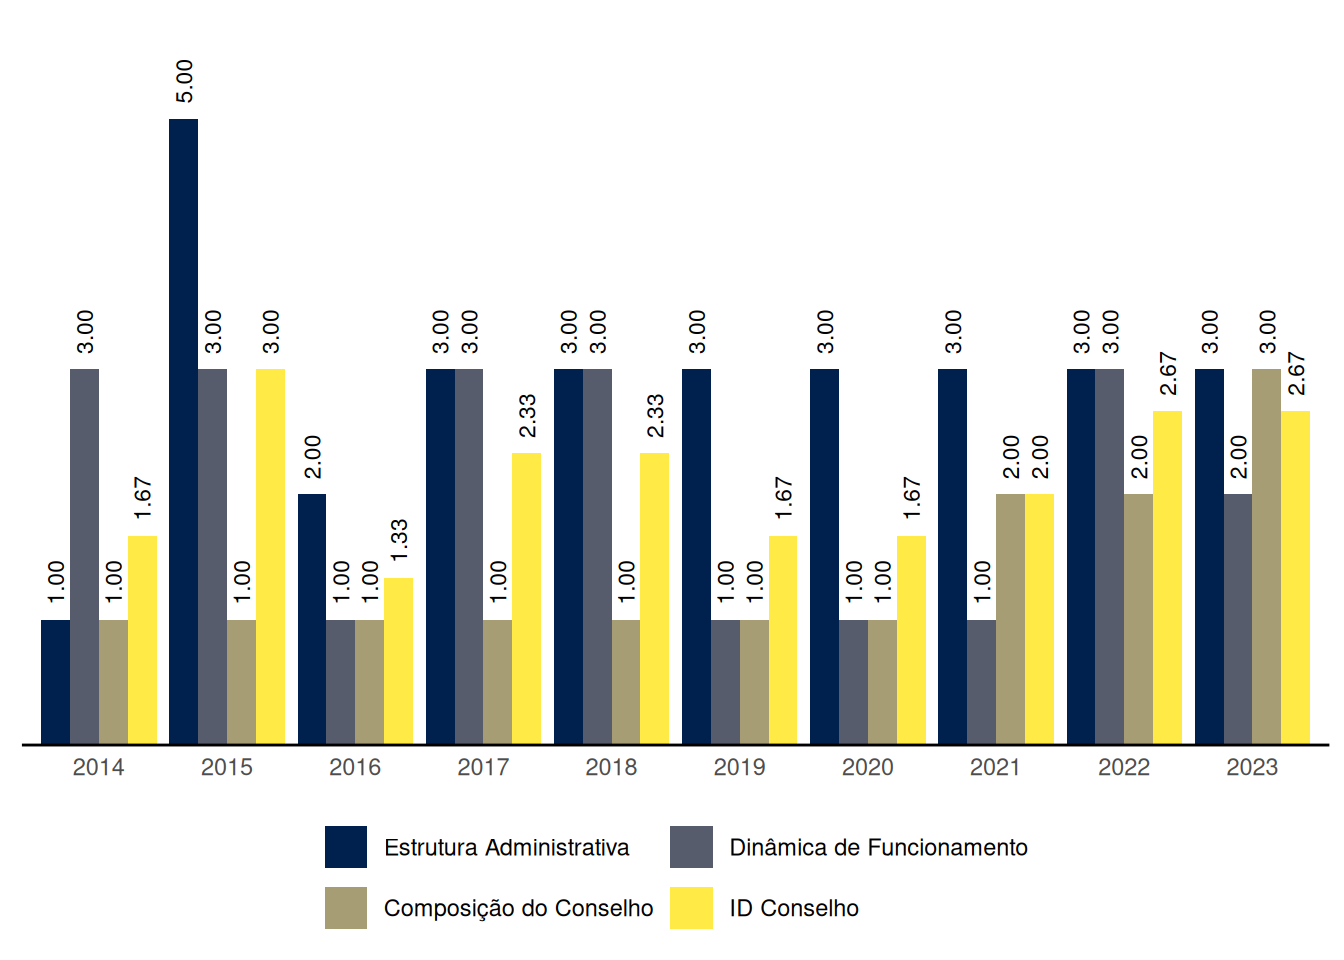 5.00
3.00 3.00 3.00 3.00 3.00 3.00 3.00 3.00 3.00 3.00 3.00 3.00 3.00 3.00 3.00
2.67 2.67
2.33 2.33
2.00 2.00 2.00 2.00 2.00
1.67 1.67 1.67
1.33
1.00 1.00 1.00 1.00 1.00 1.00 1.00 1.00 1.00 1.00 1.00 1.00
2014 2015 2016 2017 2018 2019 2020 2021 2022 2023
Estrutura Administrativa Dinâmica de Funcionamento
Composição do Conselho ID Conselho